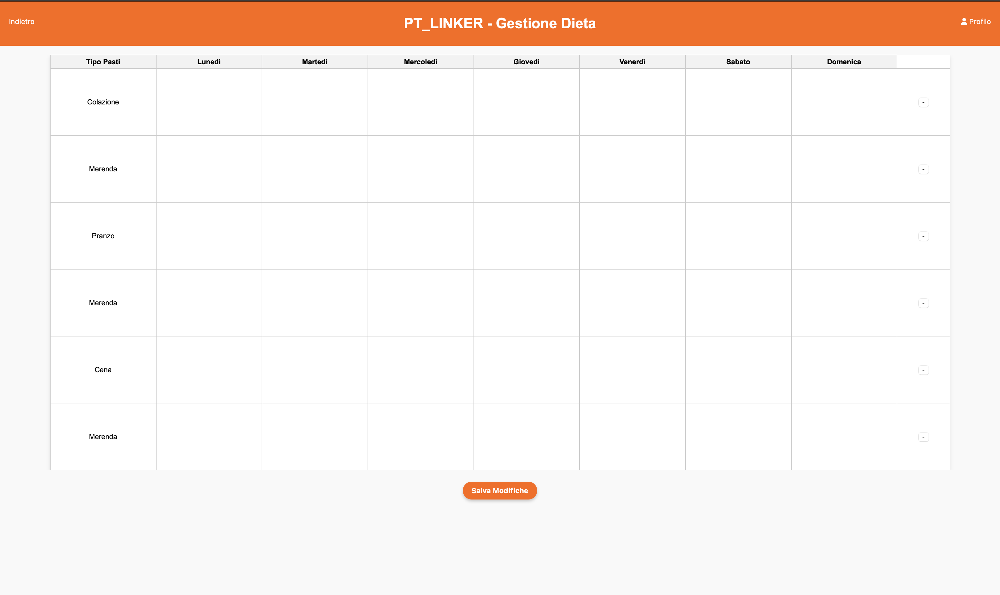 Indietro
PT_LINKER - Gestione Dieta
Profilo
Tipo Pasti Lunedì Martedì Mercoledì Giovedì Venerdì Sabato Domenica
Colazione -
Merenda -
Pranzo -
Merenda -
Cena -
Merenda -
Salva Modifiche